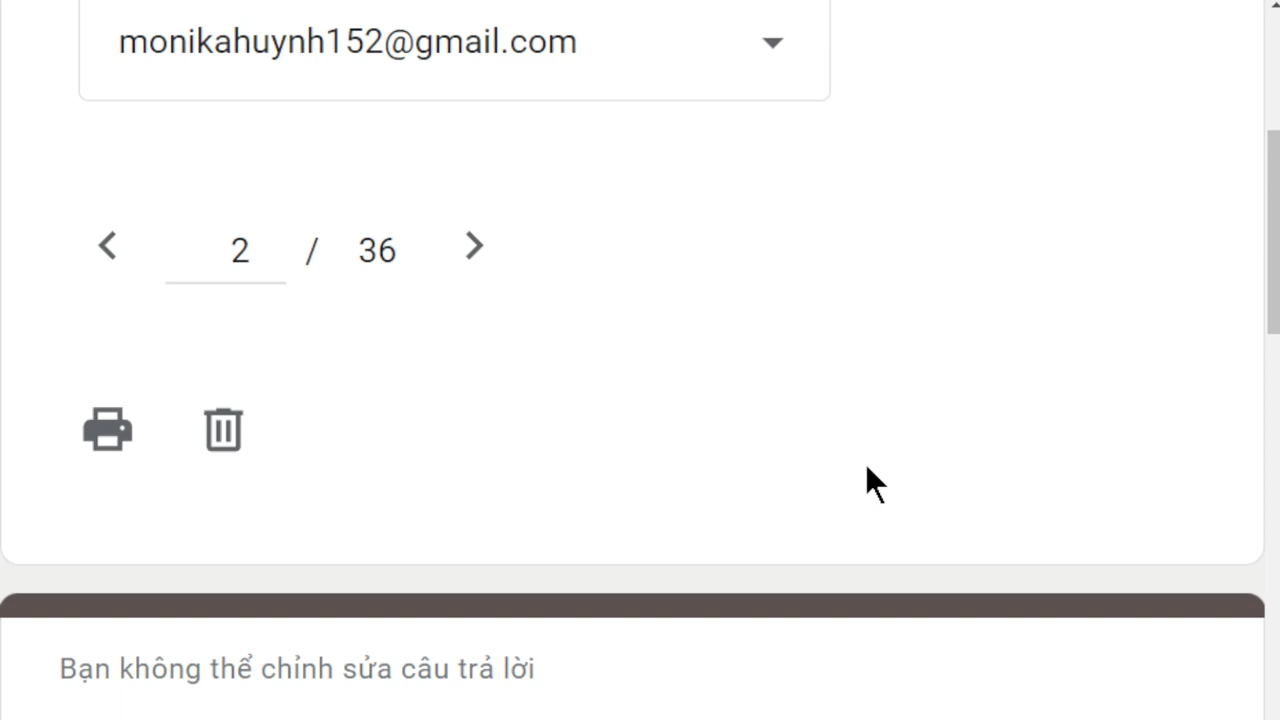 monikahuynh152@gmail.com
2 / 36
Bạn không thể chỉnh sửa câu trả lời